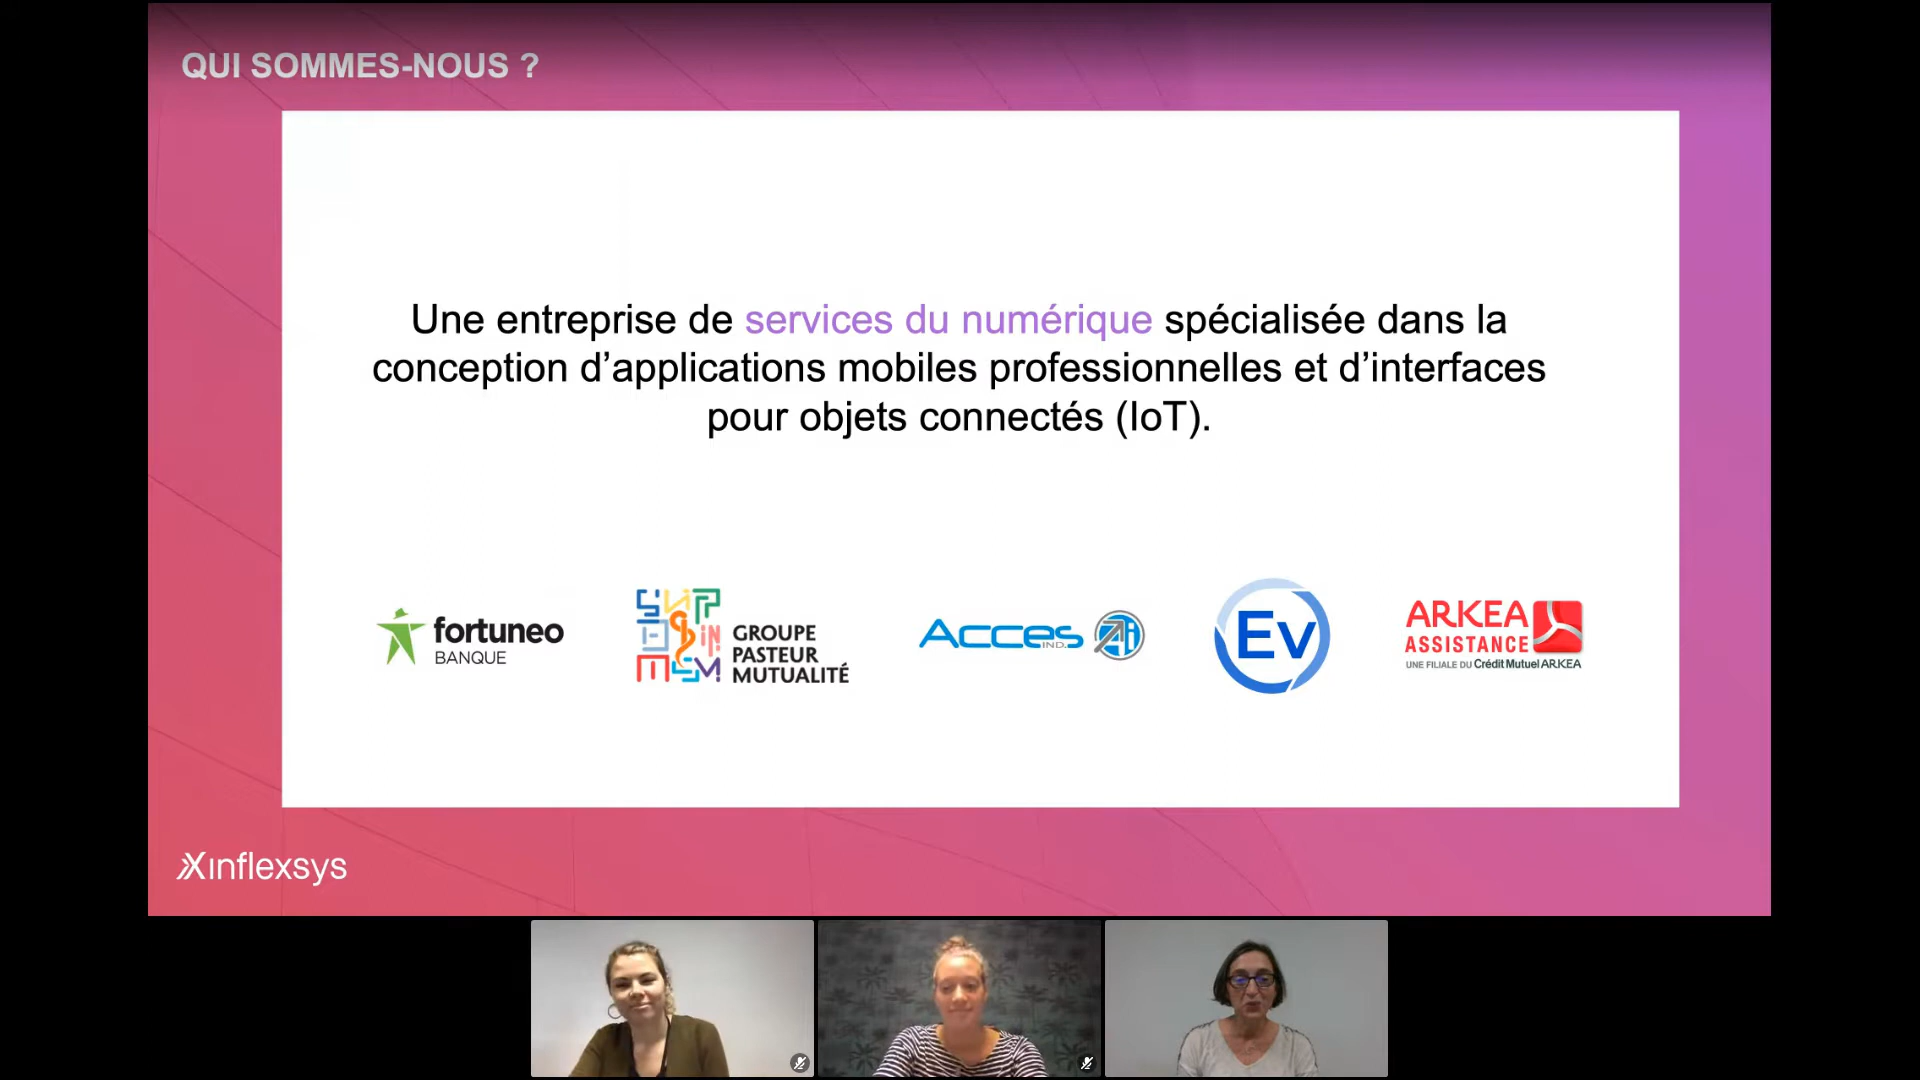 QUI SOMMES-NOUS ?
Une entreprise de services du numérique spécialisée dans la
conception d’applications mobiles professionnelles et d’interfaces
pour objets connectés (IoT).
fortuneo
BANQUE
GROUPE
PASTEUR
MUTUALITÉ
Acces
IND.
Ai
Ev
ARKEA
ASSISTANCE
UNE FILIALE DU Crédit Mutuel ARKEA
inflexsys